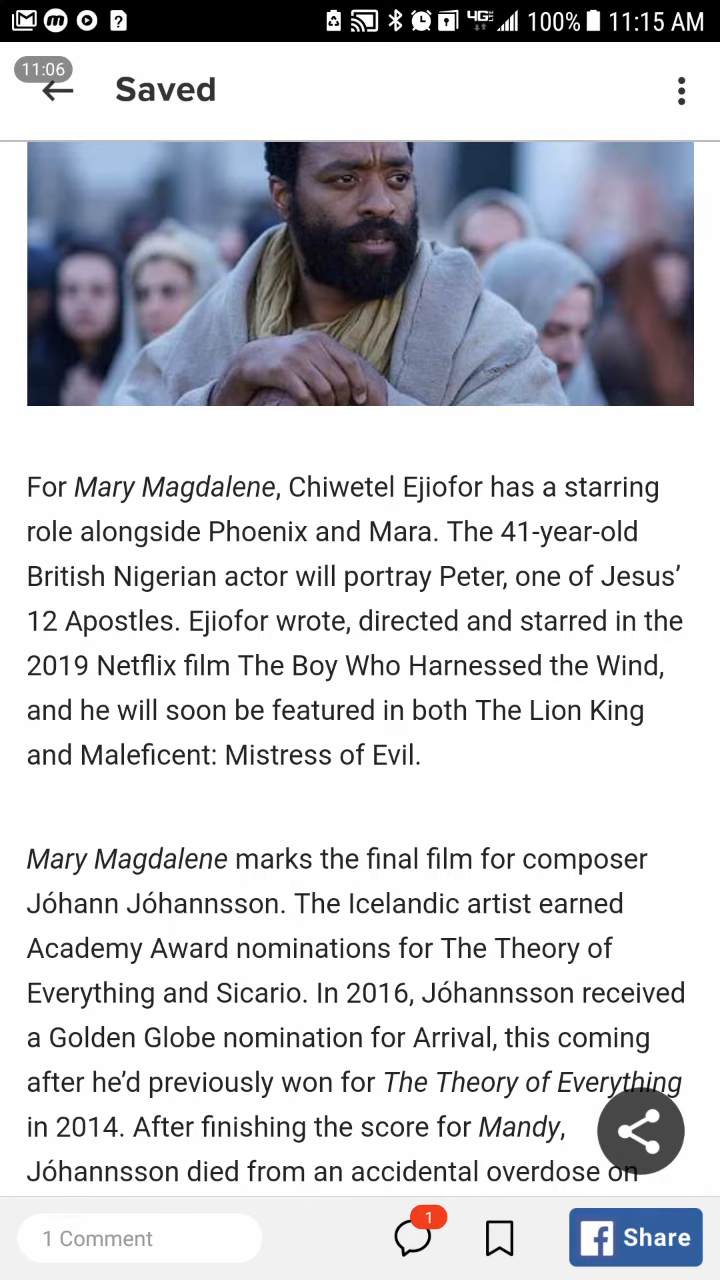 4GE 100% 11:15 AM
11:06
Saved
For Mary Magdalene, Chiwetel Ejiofor has a starring
role alongside Phoenix and Mara. The 41-year-old
British Nigerian actor will portray Peter, one of Jesus’
12 Apostles. Ejiofor wrote, directed and starred in the
2019 Netflix film The Boy Who Harnessed the Wind,
and he will soon be featured in both The Lion King
and Maleficent: Mistress of Evil.
Mary Magdalene marks the final film for composer
Jóhann Jóhannsson. The Icelandic artist earned
Academy Award nominations for The Theory of
Everything and Sicario. In 2016, Jóhannsson received
a Golden Globe nomination for Arrival, this coming
after he’d previously won for The Theory of Everything
in 2014. After finishing the score for Mandy,
Jóhannsson died from an accidental overdose on
1 Comment
1
Share